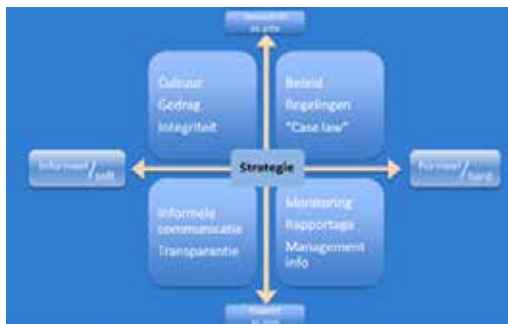 Cultuur
Gedrag
Integriteit
Beleid
Regelingen
"Case law"
Informeel/soft
Strategie
Formeel/hard
Informele
communicatie
Transparantie
Monitoring
Rapportage
Management
info